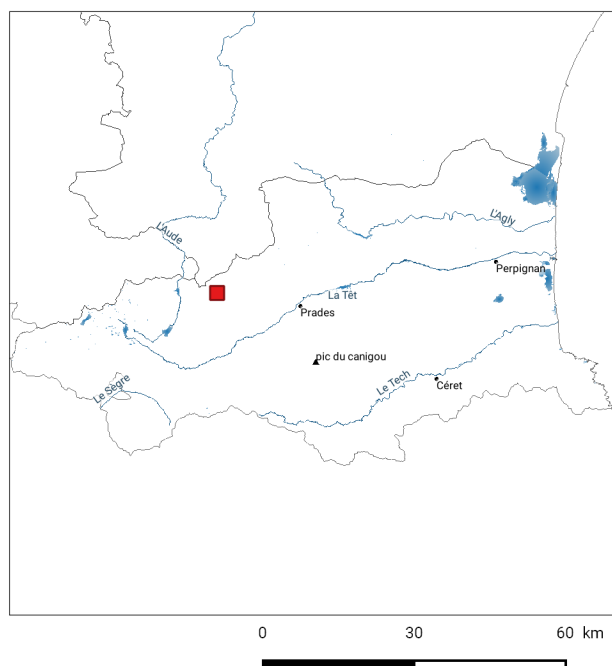 L'Aude
L'Agly
Perpignan
La Têt
Prades
pic du canigou
Le Tech
Céret
Le Sègre
0 30 60 km